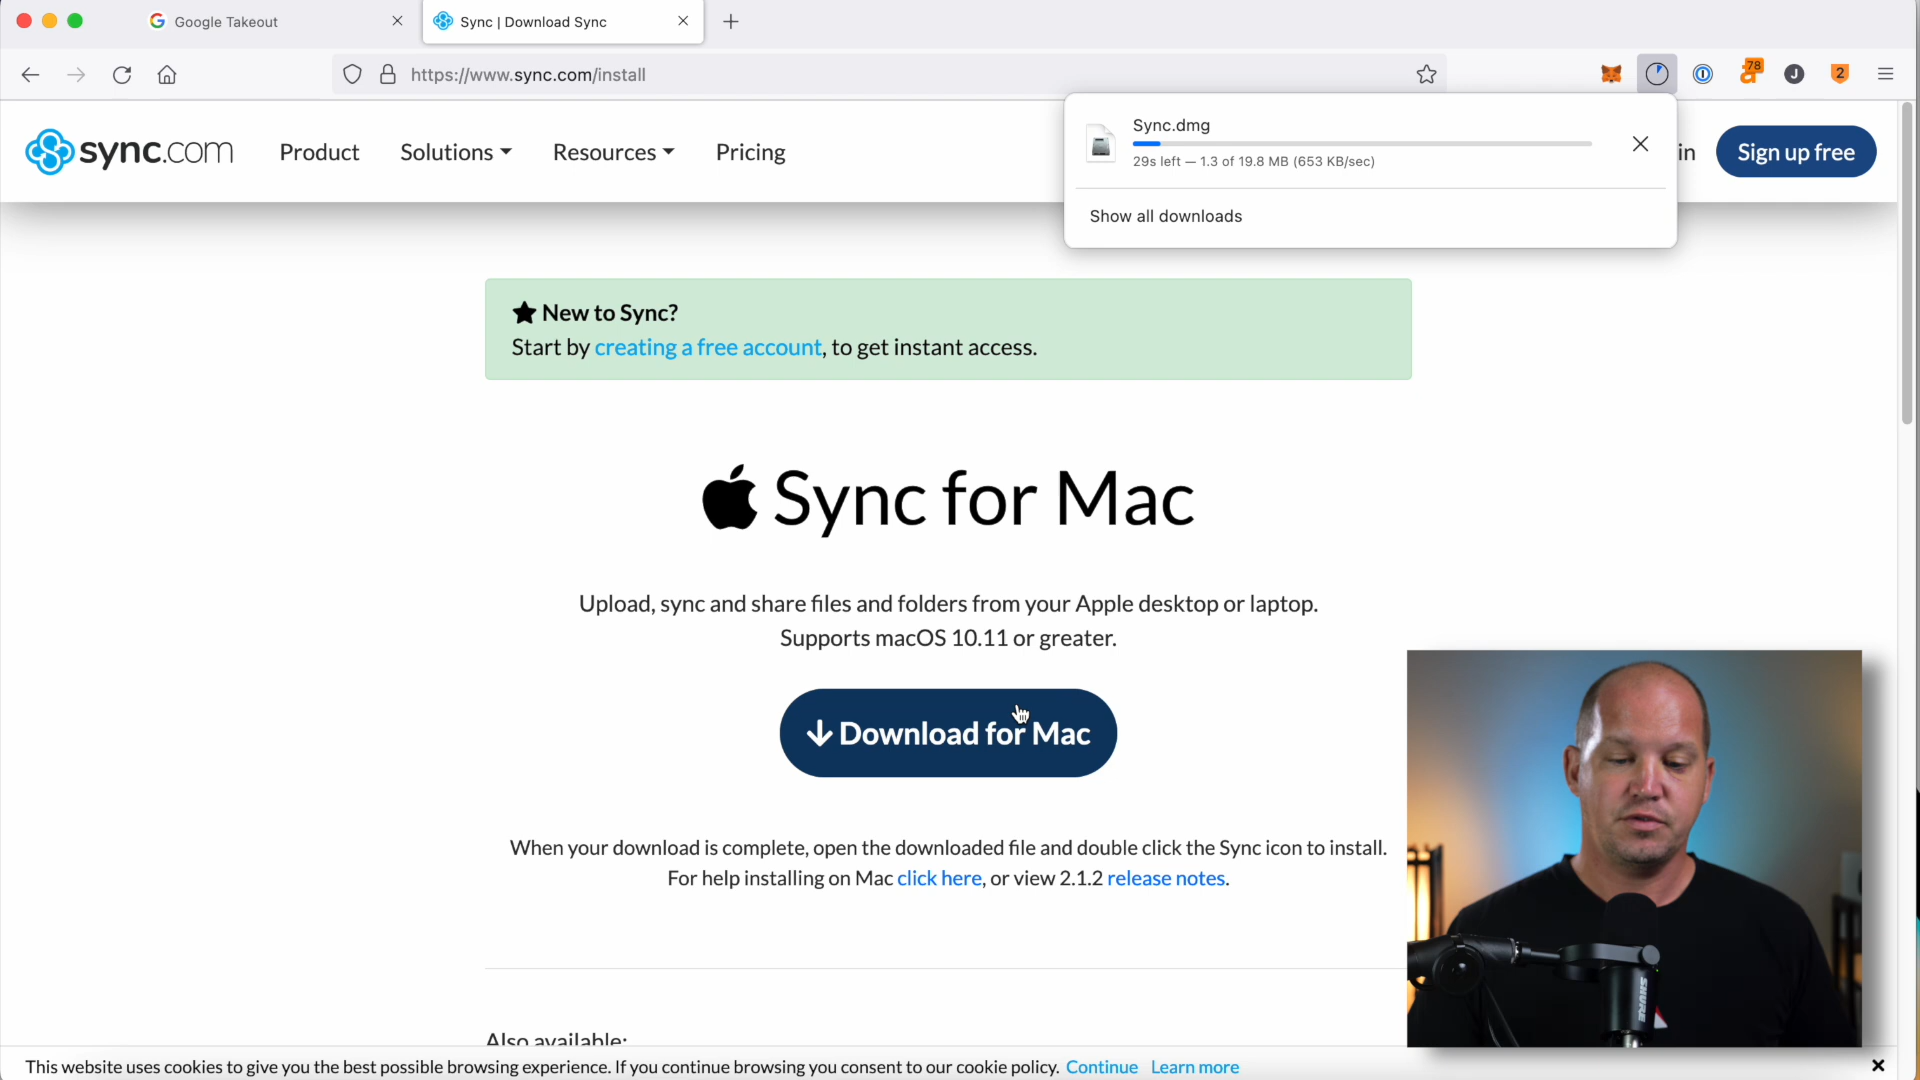 Google Takeout
Sync | Download Sync
https://www.sync.com/install
78
J
2
sync.com
Product
Solutions
Resources
Pricing
in
Sign up free
Sync.dmg
29s left — 1.3 of 19.8 MB (653 KB/sec)
Show all downloads
New to Sync?
Start by creating a free account, to get instant access.
Sync for Mac
Upload, sync and share files and folders from your Apple desktop or laptop.
Supports macOS 10.11 or greater.
Download for Mac
When your download is complete, open the downloaded file and double click the Sync icon to install.
For help installing on Mac click here, or view 2.1.2 release notes.
SHURE
Also available:
This website uses cookies to give you the best possible browsing experience. If you continue browsing you consent to our cookie policy. Continue Learn more